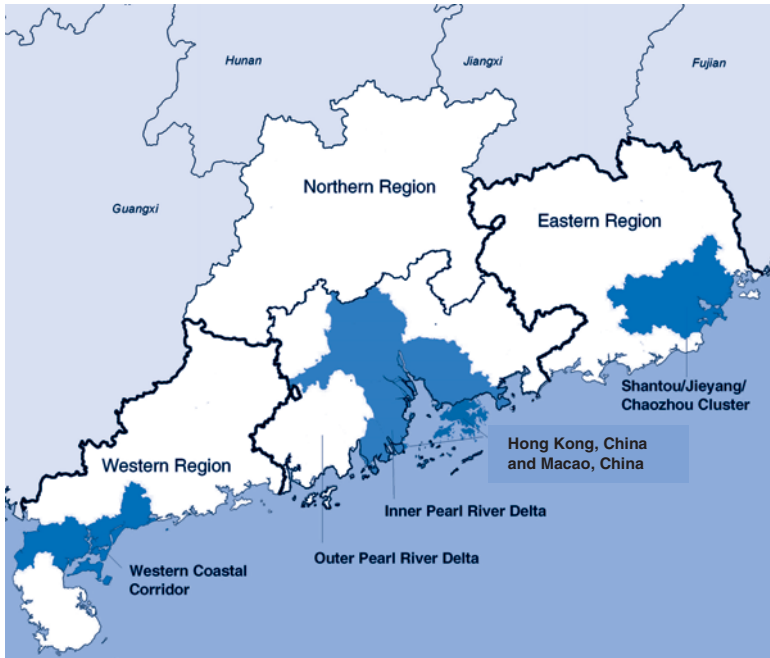 Hunan
Jiangxi
Fujian
Northern Region
Guangxi
Eastern Region
Shantou/Jieyang/
Chaozhou Cluster
Hong Kong, China
and Macao, China
Western Region
Inner Pearl River Delta
Outer Pearl River Delta
Western Coastal
Corridor